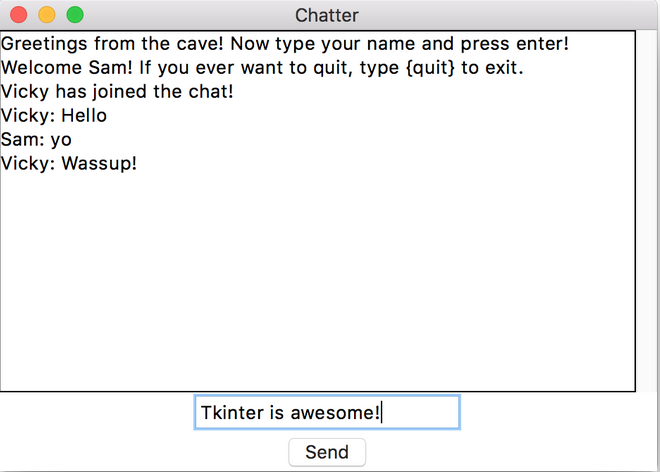 Chatter
Greetings from the cave! Now type your name and press enter!
Welcome Sam! If you ever want to quit, type {quit} to exit.
Vicky has joined the chat!
Vicky: Hello
Sam: yo
Vicky: Wassup!
Tkinter is awesome!
Send